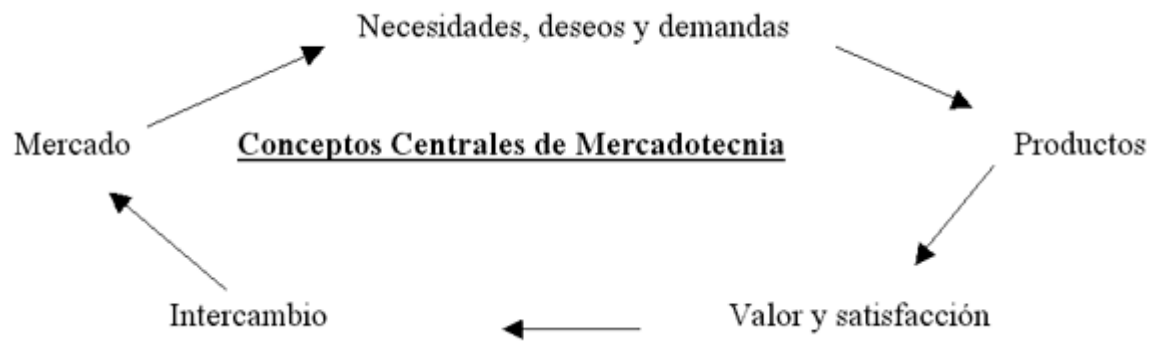 Necesidades, deseos y demandas
Mercado
Conceptos Centrales de Mercadotecnia
Productos
Intercambio
Valor y satisfacción